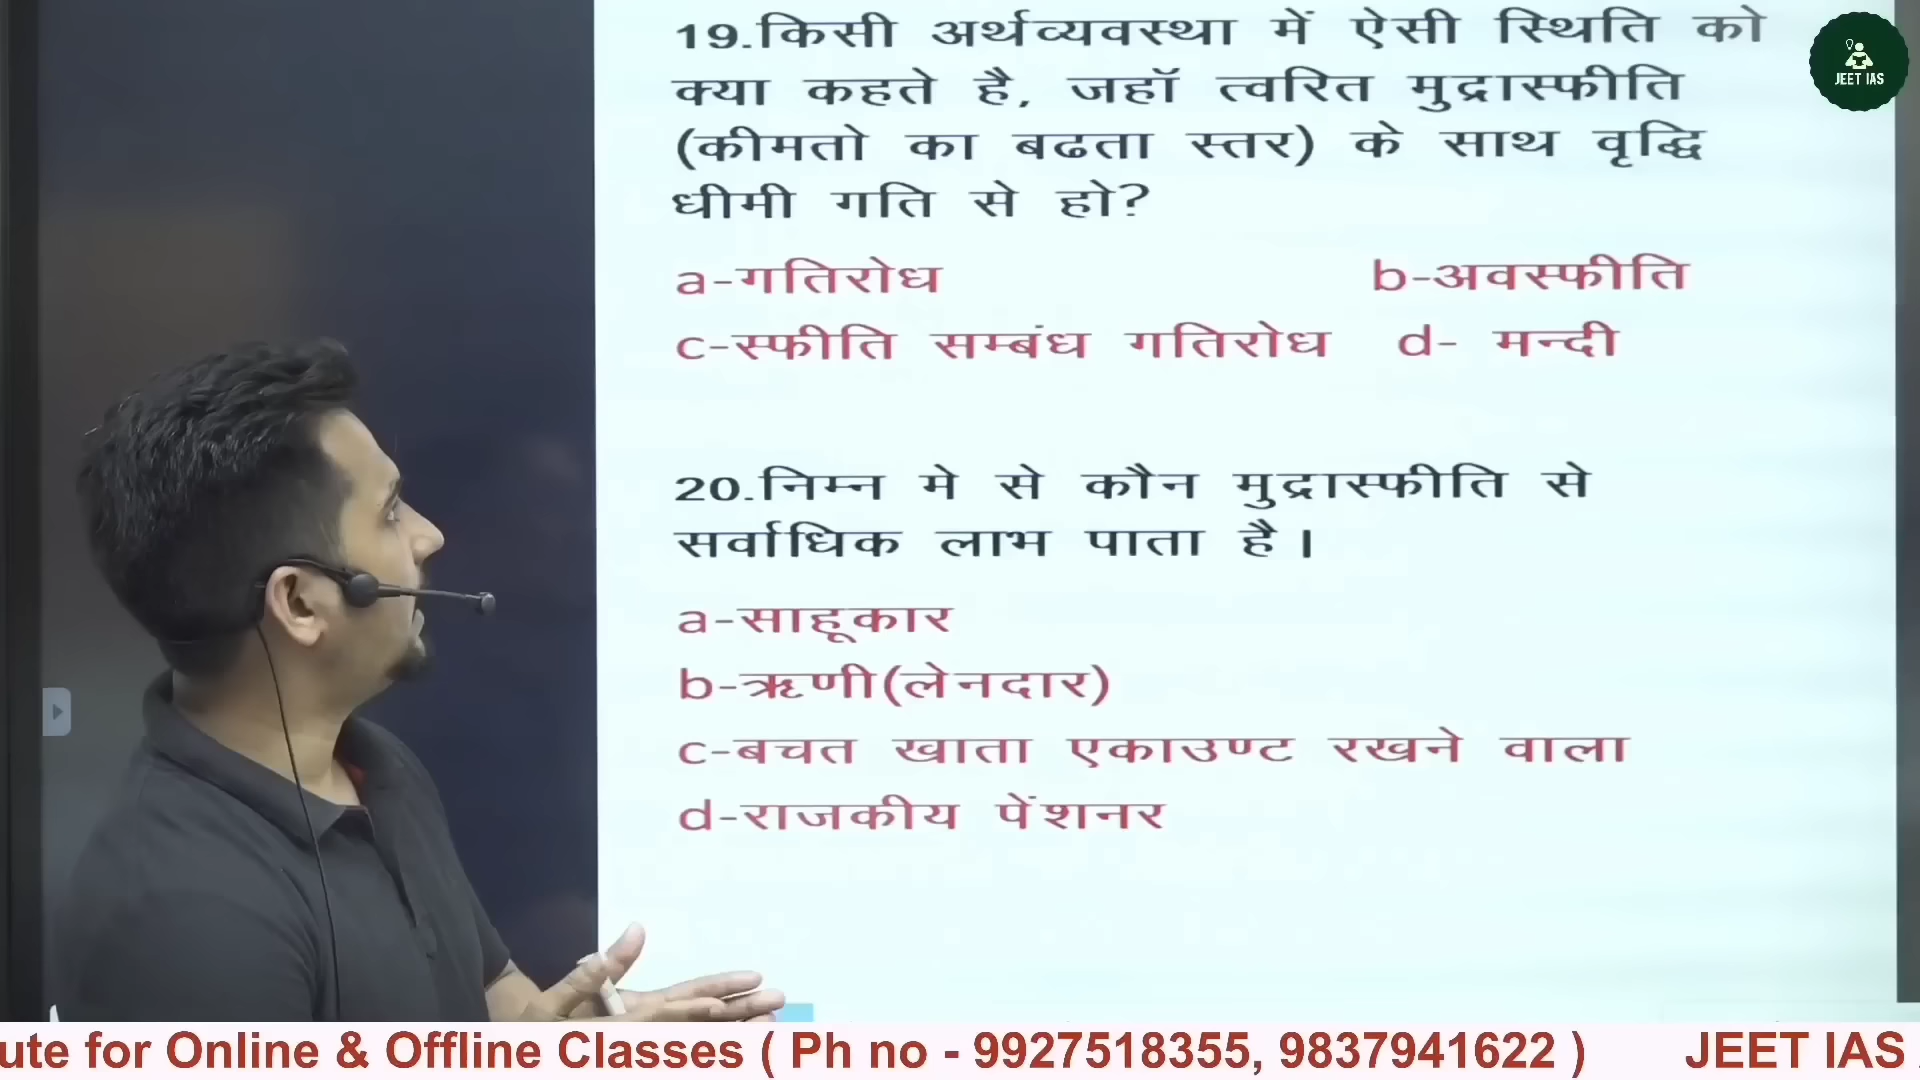 19.किसी अर्थव्यवस्था में ऐसी स्थिति को
क्या कहते है, जहॉ त्वरित मुद्रास्फीति
(कीमतो का बढता स्तर) के साथ वृद्धि
धीमी गति से हो?
a-गतिरोध b-अवस्फीति
c-स्फीति सम्बंध गतिरोध d- मन्दी
20.निम्न मे से कौन मुद्रास्फीति से
सर्वाधिक लाभ पाता है।
a-साहूकार
b-ऋणी(लेनदार)
c-बचत खाता एकाउण्ट रखने वाला
d-राजकीय पेंशनर
JEET IAS
ute for Online & Offline Classes ( Ph no - 9927518355, 9837941622 ) JEET IAS